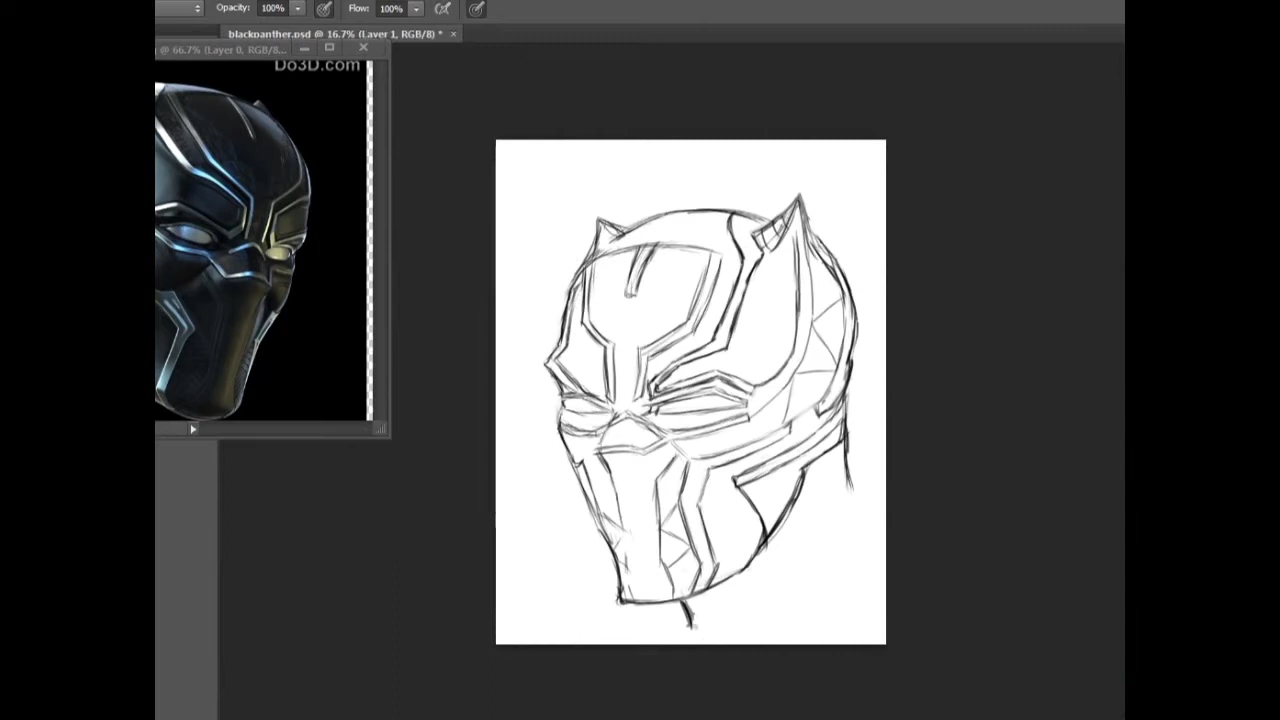 Opacity: 100% Flow: 100%
blackpanther.psd @ 16.7% (Layer 1, RGB/8) *
@ 66.7% (Layer 0, RGB/8...
Do3D.com